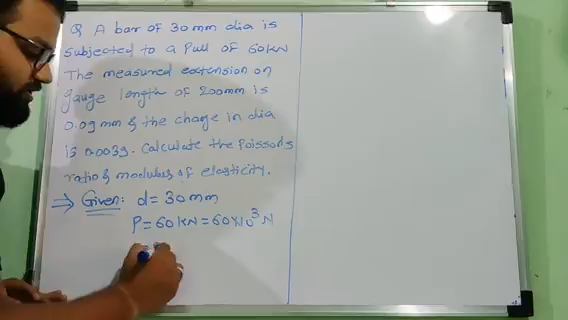 Q A bar of 30mm dia is
subjected to a Pull of 60kN
The measured extension on
gauge length of 200mm is
0.09mm & the change in dia
is 0.0039. Calculate the Poissons
ratio & modulus of elasticity.
⇒ Given: d = 30mm
P = 60kN = 60×10³ N